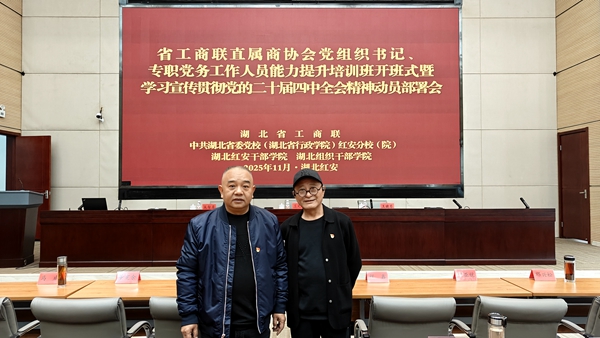 省工商联直属商协会党组织书记、
专职党务工作人员能力提升培训班开班式暨
学习宣传贯彻党的二十届四中全会精神动员部署会
湖北省工商联
中共湖北省委党校（湖北省行政学院）红安分校（院）
湖北红安干部学院　湖北组织干部学院
2025年11月·湖北红安